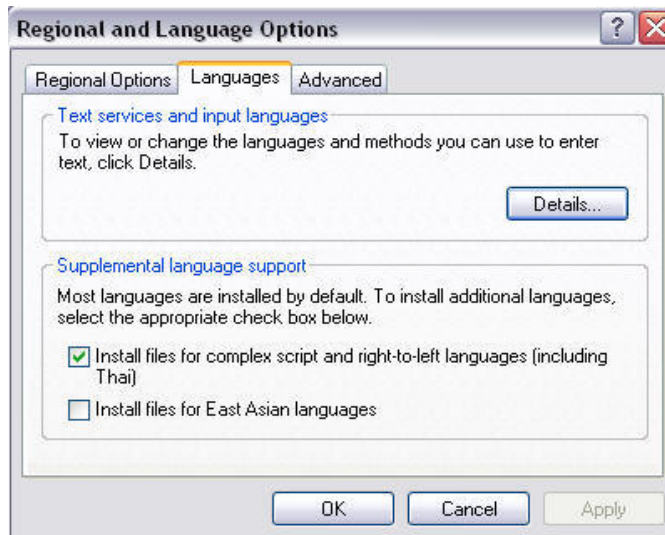 Regional and Language Options
Regional Options Languages Advanced
Text services and input languages
To view or change the languages and methods you can use to enter
text, click Details.
Details...
Supplemental language support
Most languages are installed by default. To install additional languages,
select the appropriate check box below.
Install files for complex script and right-to-left languages (including
Thai)
Install files for East Asian languages
OK Cancel Apply